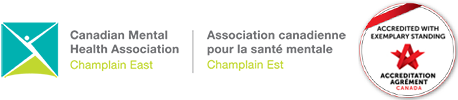 Canadian Mental
Health Association
Champlain East
Association canadienne
pour la santé mentale
Champlain Est
ACCREDITED WITH
EXEMPLARY STANDING
ACCREDITATION
AGRÉMENT
CANADA